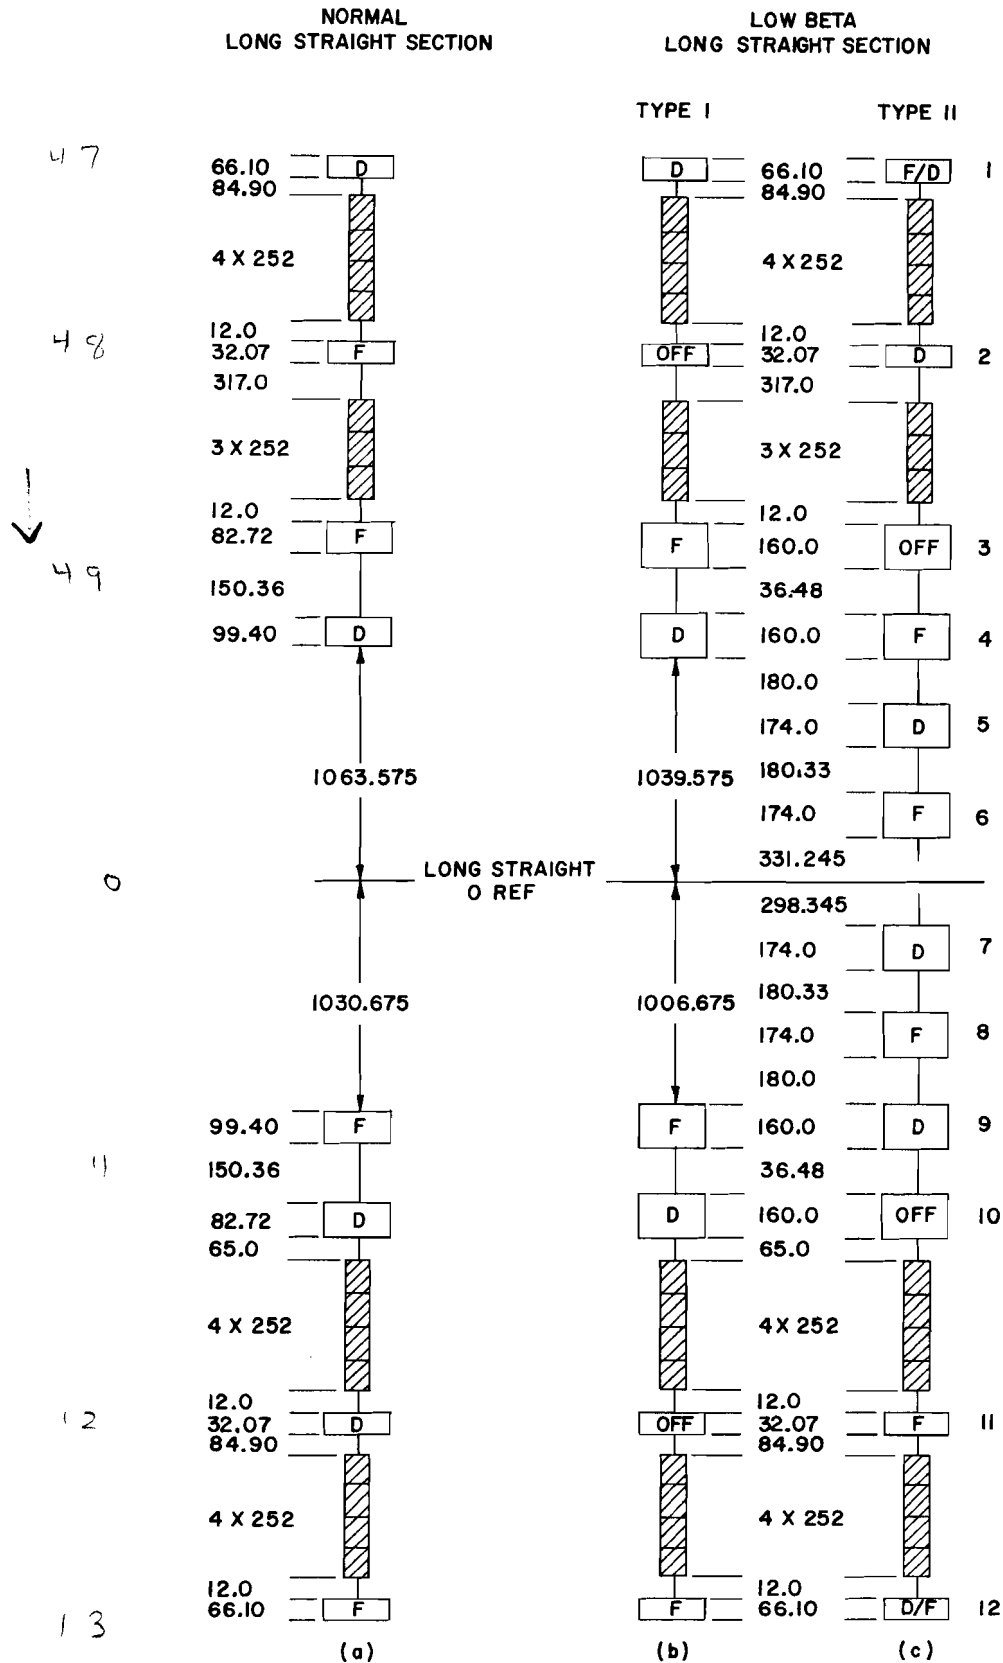 NORMAL
LONG STRAIGHT SECTION
LOW BETA
LONG STRAIGHT SECTION
TYPE I
TYPE II
47
66.10
D
D
66.10
F/D
1
84.90
84.90
4 X 252
4 X 252
12.0
12.0
48
32.07
F
OFF
32.07
D
2
317.0
317.0
3 X 252
3 X 252
12.0
12.0
82.72
F
F
160.0
OFF
3
49
150.36
36.48
99.40
D
D
160.0
F
4
180.0
174.0
D
5
1063.575
1039.575
180.33
174.0
F
6
331.245
0
LONG STRAIGHT
0 REF
298.345
174.0
D
7
1030.675
1006.675
180.33
174.0
F
8
180.0
99.40
F
F
160.0
D
9
11
150.36
36.48
82.72
D
D
160.0
OFF
10
65.0
65.0
4 X 252
4 X 252
12.0
12.0
12
32.07
D
OFF
32.07
F
11
84.90
84.90
4 X 252
4 X 252
12.0
12.0
13
66.10
F
F
66.10
D/F
12
(a)
(b)
(c)